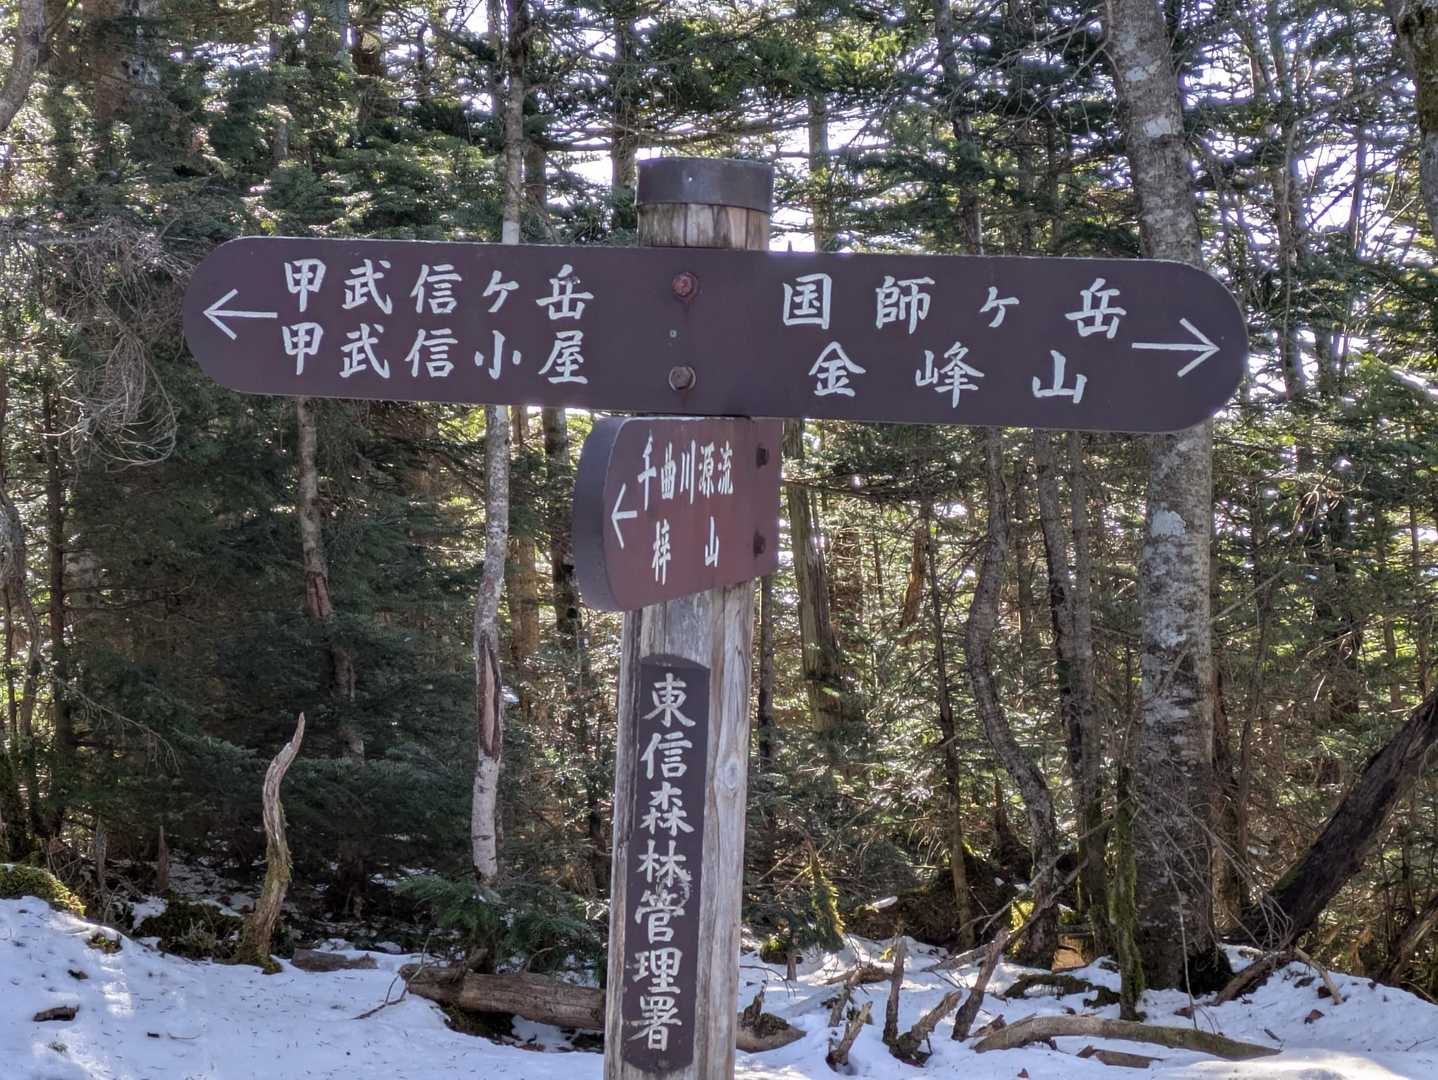 甲武信ケ岳
甲武信小屋
国師ヶ岳
金峰山
千曲川源流
梓山
東信森林管理署